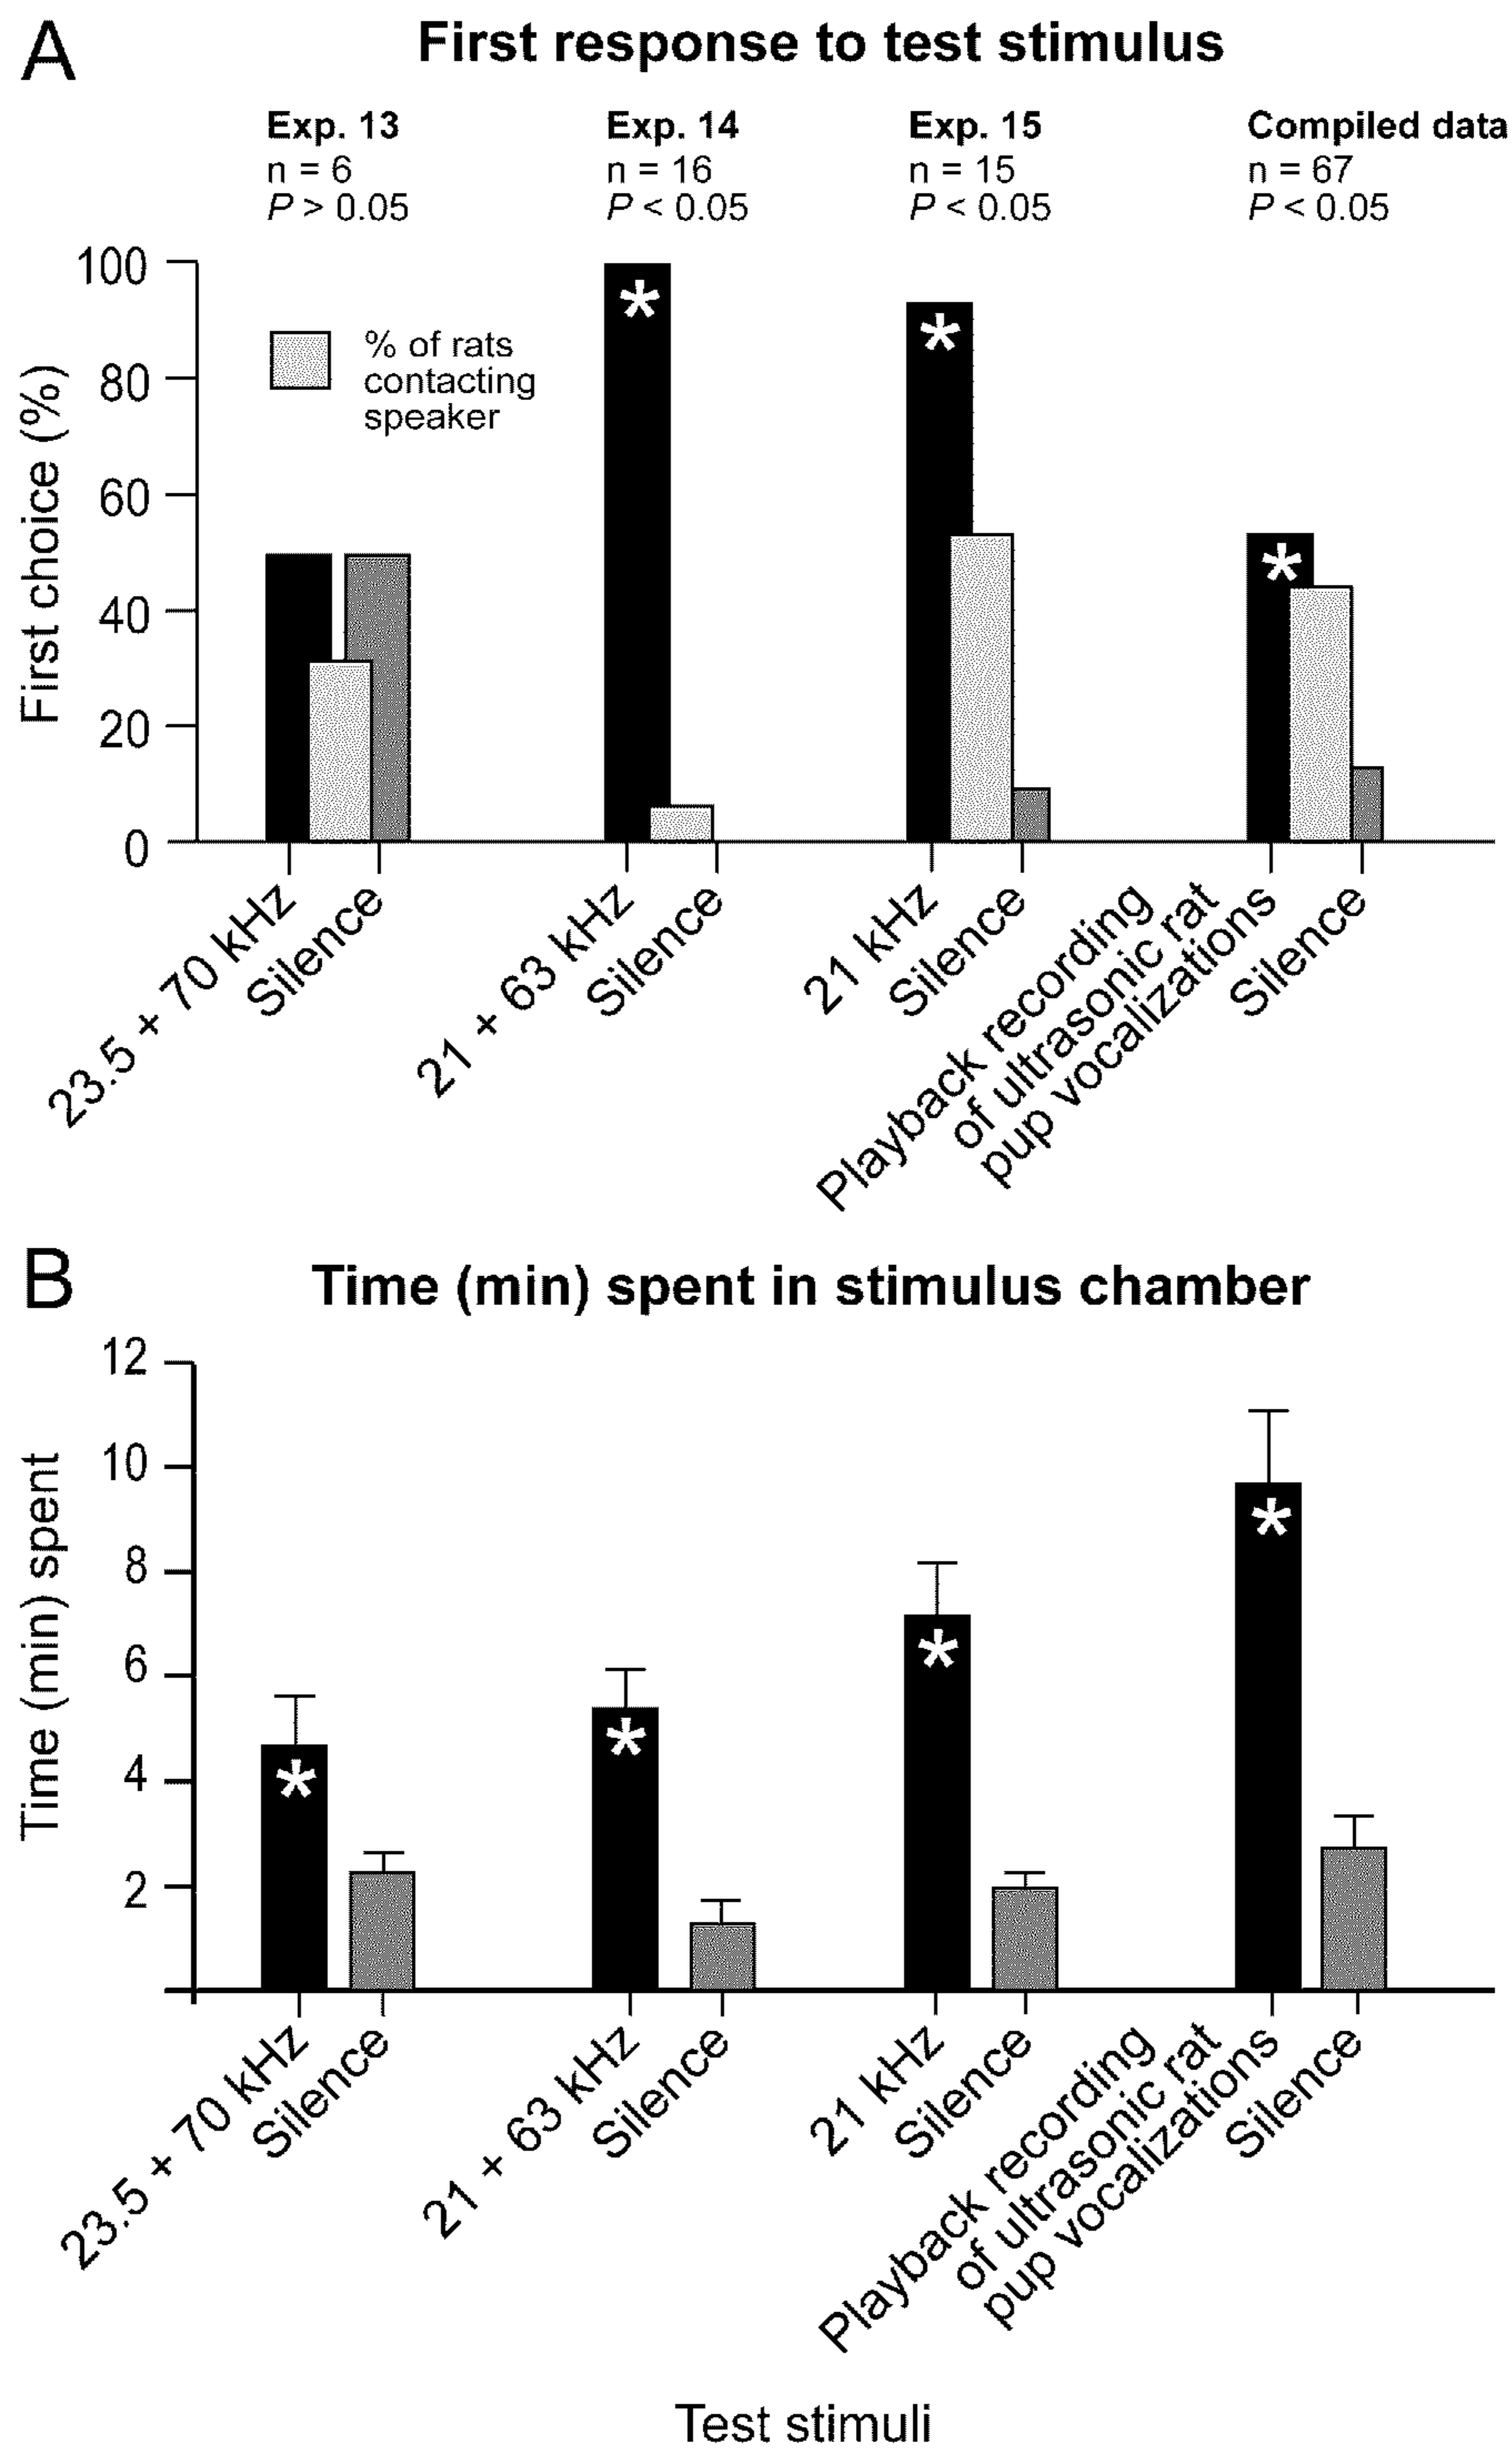 A
First response to test stimulus
Exp. 13
n = 6
P > 0.05
Exp. 14
n = 16
P < 0.05
Exp. 15
n = 15
P < 0.05
Compiled data
n = 67
P < 0.05
First choice (%)
100
80
60
40
20
0
% of rats
contacting
speaker
*
*
*
23.5 + 70 kHz
Silence
21 + 63 kHz
Silence
21 kHz
Silence
Playback recording
of ultrasonic rat
pup vocalizations
Silence
B
Time (min) spent in stimulus chamber
Time (min) spent
12
10
8
6
4
2
*
*
*
*
23.5 + 70 kHz
Silence
21 + 63 kHz
Silence
21 kHz
Silence
Playback recording
of ultrasonic rat
pup vocalizations
Silence
Test stimuli